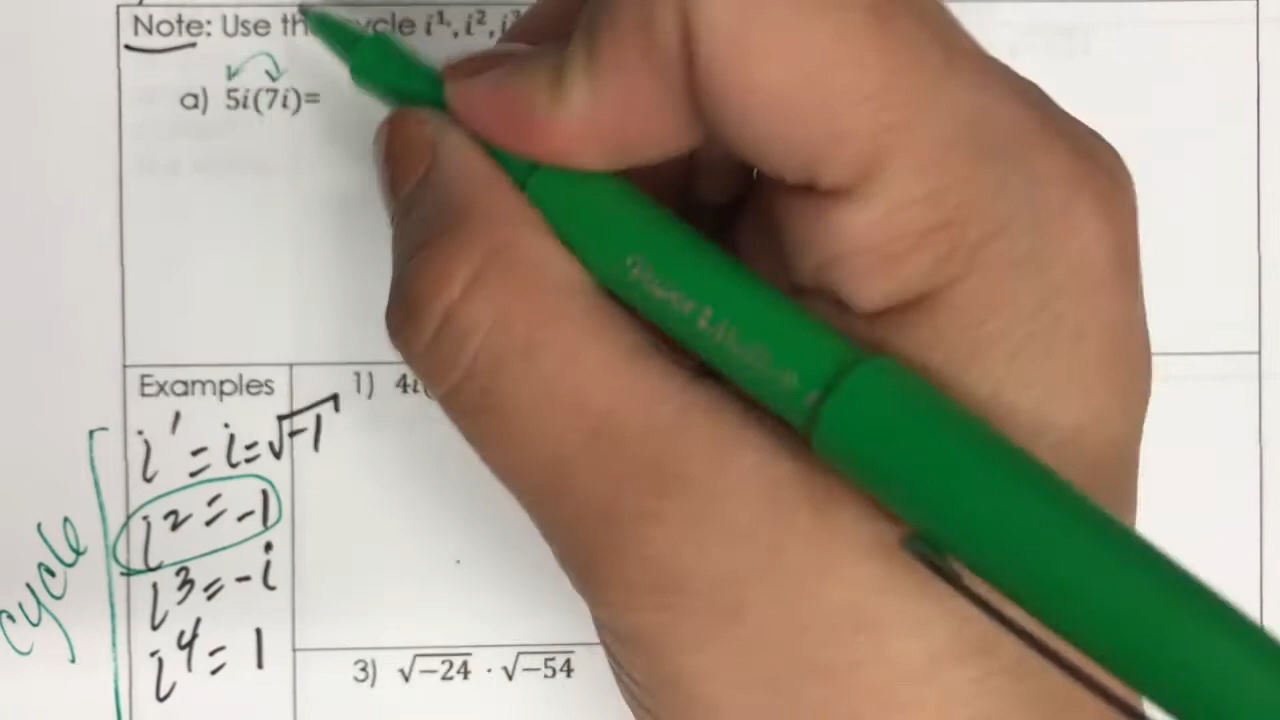 Note: Use cycle i¹, i²,
a) 5i(7i)=
Examples
1) 4i(
i¹ = i = √-1
i² = -1
i³ = -i
i⁴ = 1
cycle
3) √−24 · √−54